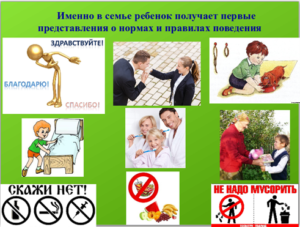 Именно в семье ребенок получает первые
представления о нормах и правилах поведения
ЗДРАВСТВУЙТЕ!
БЛАГОДАРЮ!
СПАСИБО!
СКАЖИ НЕТ!
НЕ НАДО МУСОРИТЬ